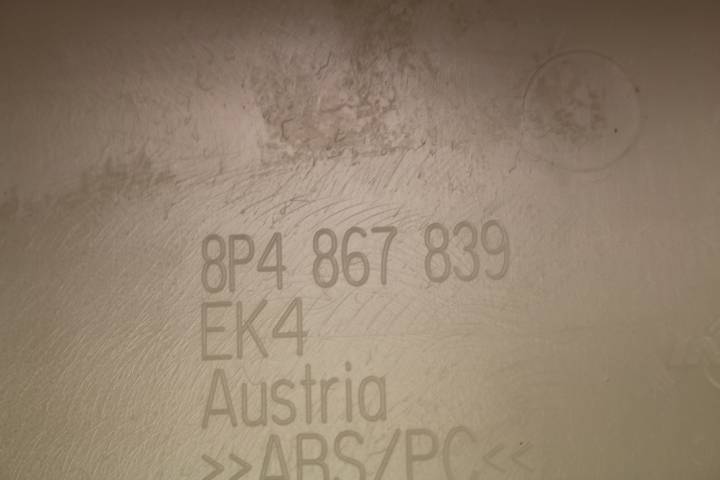 8P4 867 839
EK4
Austria
>>ABS/PC<<